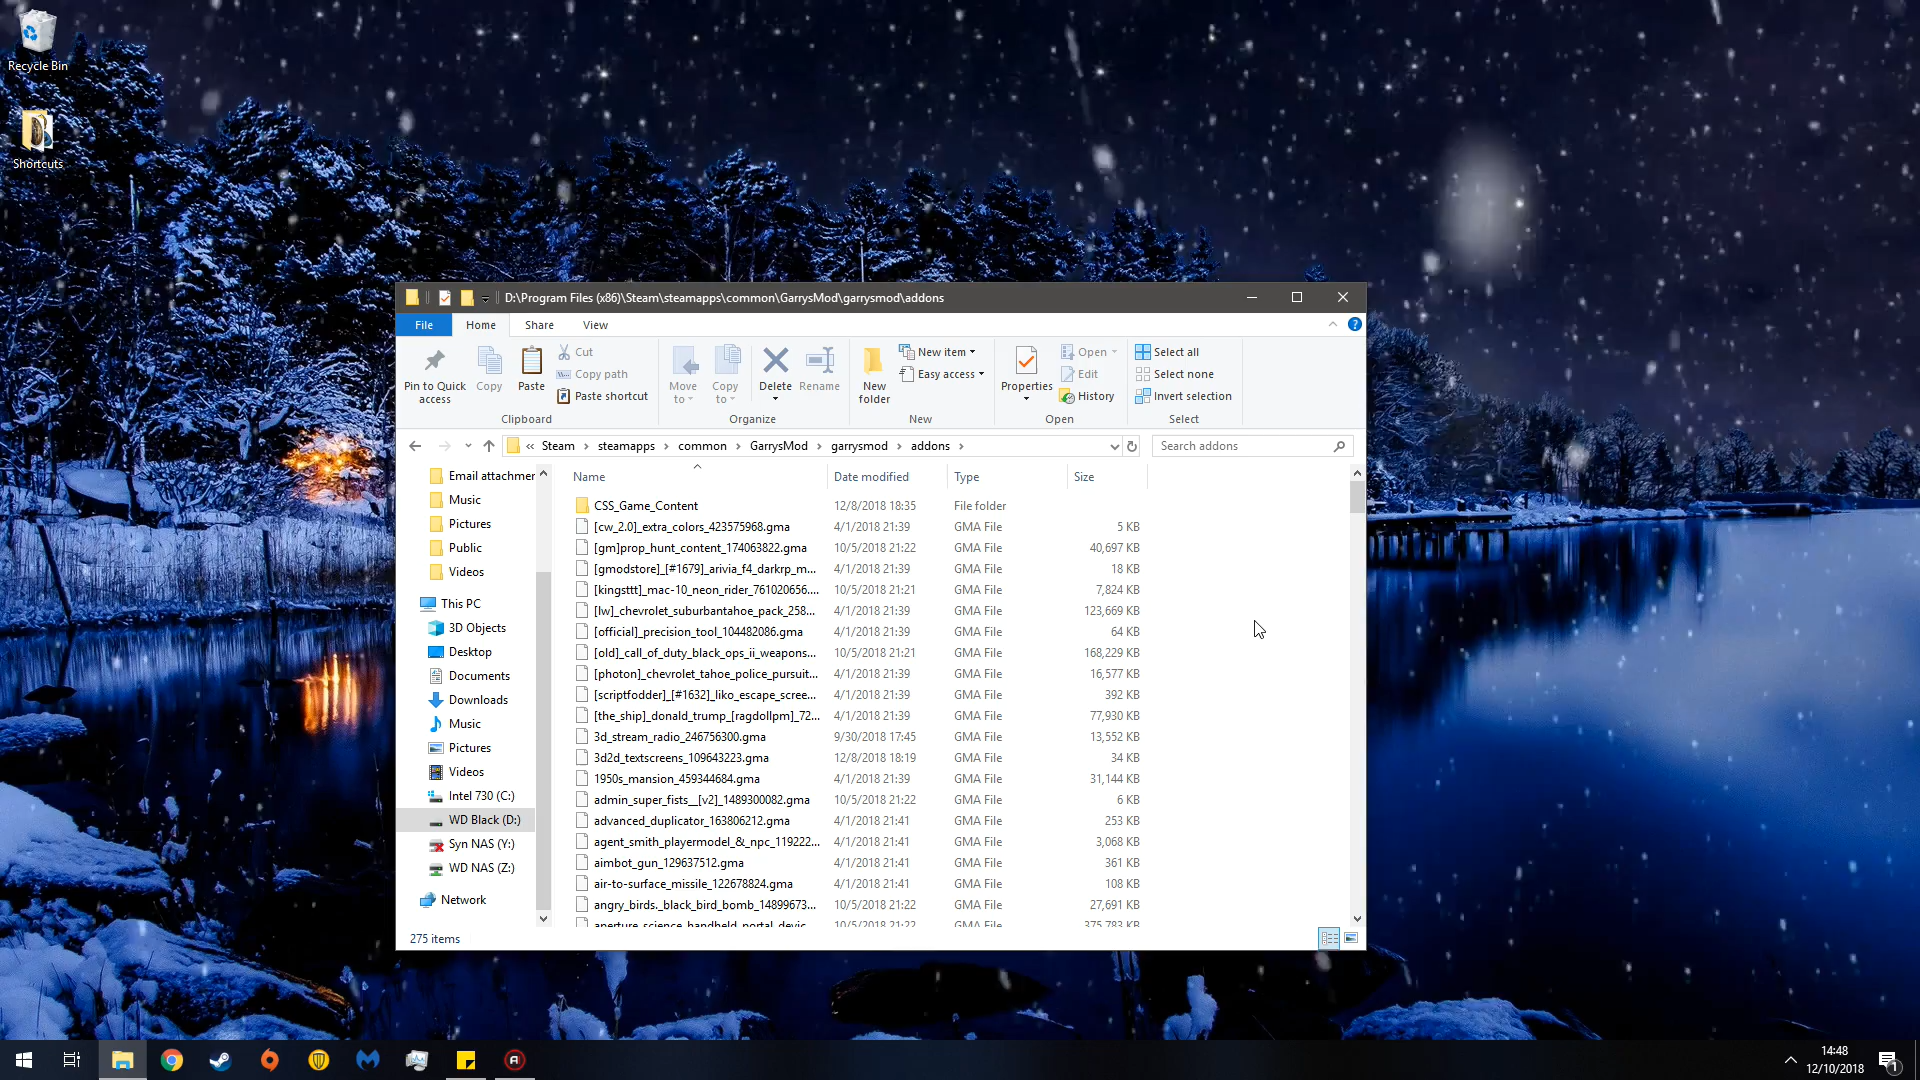 Recycle Bin
Shortcuts
D:\Program Files (x86)\Steam\steamapps\common\GarrysMod\garrysmod\addons
File Home Share View
Pin to Quick access
Copy
Paste
Cut
Copy path
Paste shortcut
Clipboard
Move to
Copy to
Delete
Rename
Organize
New folder
New item
Easy access
New
Properties
Open
Edit
History
Open
Select all
Select none
Invert selection
Select
« Steam > steamapps > common > GarrysMod > garrysmod > addons >
Search addons
Email attachmer
Music
Pictures
Public
Videos
This PC
3D Objects
Desktop
Documents
Downloads
Music
Pictures
Videos
Intel 730 (C:)
WD Black (D:)
Syn NAS (Y:)
WD NAS (Z:)
Network
Name Date modified Type Size
CSS_Game_Content 12/8/2018 18:35 File folder
[cw_2.0]_extra_colors_423575968.gma 4/1/2018 21:39 GMA File 5 KB
[gm]prop_hunt_content_174063822.gma 10/5/2018 21:22 GMA File 40,697 KB
[gmodstore]_[#1679]_arivia_f4_darkrp_m... 4/1/2018 21:39 GMA File 18 KB
[kingsttt]_mac-10_neon_rider_761020656.... 10/5/2018 21:21 GMA File 7,824 KB
[lw]_chevrolet_suburbantahoe_pack_258... 4/1/2018 21:39 GMA File 123,669 KB
[official]_precision_tool_104482086.gma 4/1/2018 21:39 GMA File 64 KB
[old]_call_of_duty_black_ops_ii_weapons... 10/5/2018 21:21 GMA File 168,229 KB
[photon]_chevrolet_tahoe_police_pursuit... 4/1/2018 21:39 GMA File 16,577 KB
[scriptfodder]_[#1632]_liko_escape_scree... 4/1/2018 21:39 GMA File 392 KB
[the_ship]_donald_trump_[ragdollpm]_72... 4/1/2018 21:39 GMA File 77,930 KB
3d_stream_radio_246756300.gma 9/30/2018 17:45 GMA File 13,552 KB
3d2d_textscreens_109643223.gma 12/8/2018 18:19 GMA File 34 KB
1950s_mansion_459344684.gma 4/1/2018 21:39 GMA File 31,144 KB
admin_super_fists__[v2]_1489300082.gma 10/5/2018 21:22 GMA File 6 KB
advanced_duplicator_163806212.gma 4/1/2018 21:41 GMA File 253 KB
agent_smith_playermodel_&_npc_119222... 4/1/2018 21:41 GMA File 3,068 KB
aimbot_gun_129637512.gma 4/1/2018 21:41 GMA File 361 KB
air-to-surface_missile_122678824.gma 4/1/2018 21:41 GMA File 108 KB
angry_birds._black_bird_bomb_14899673... 10/5/2018 21:22 GMA File 27,691 KB
aperture_science_handheld_portal_devic... 10/5/2018 21:22 GMA File 375,783 KB
275 items
14:48
12/10/2018
1